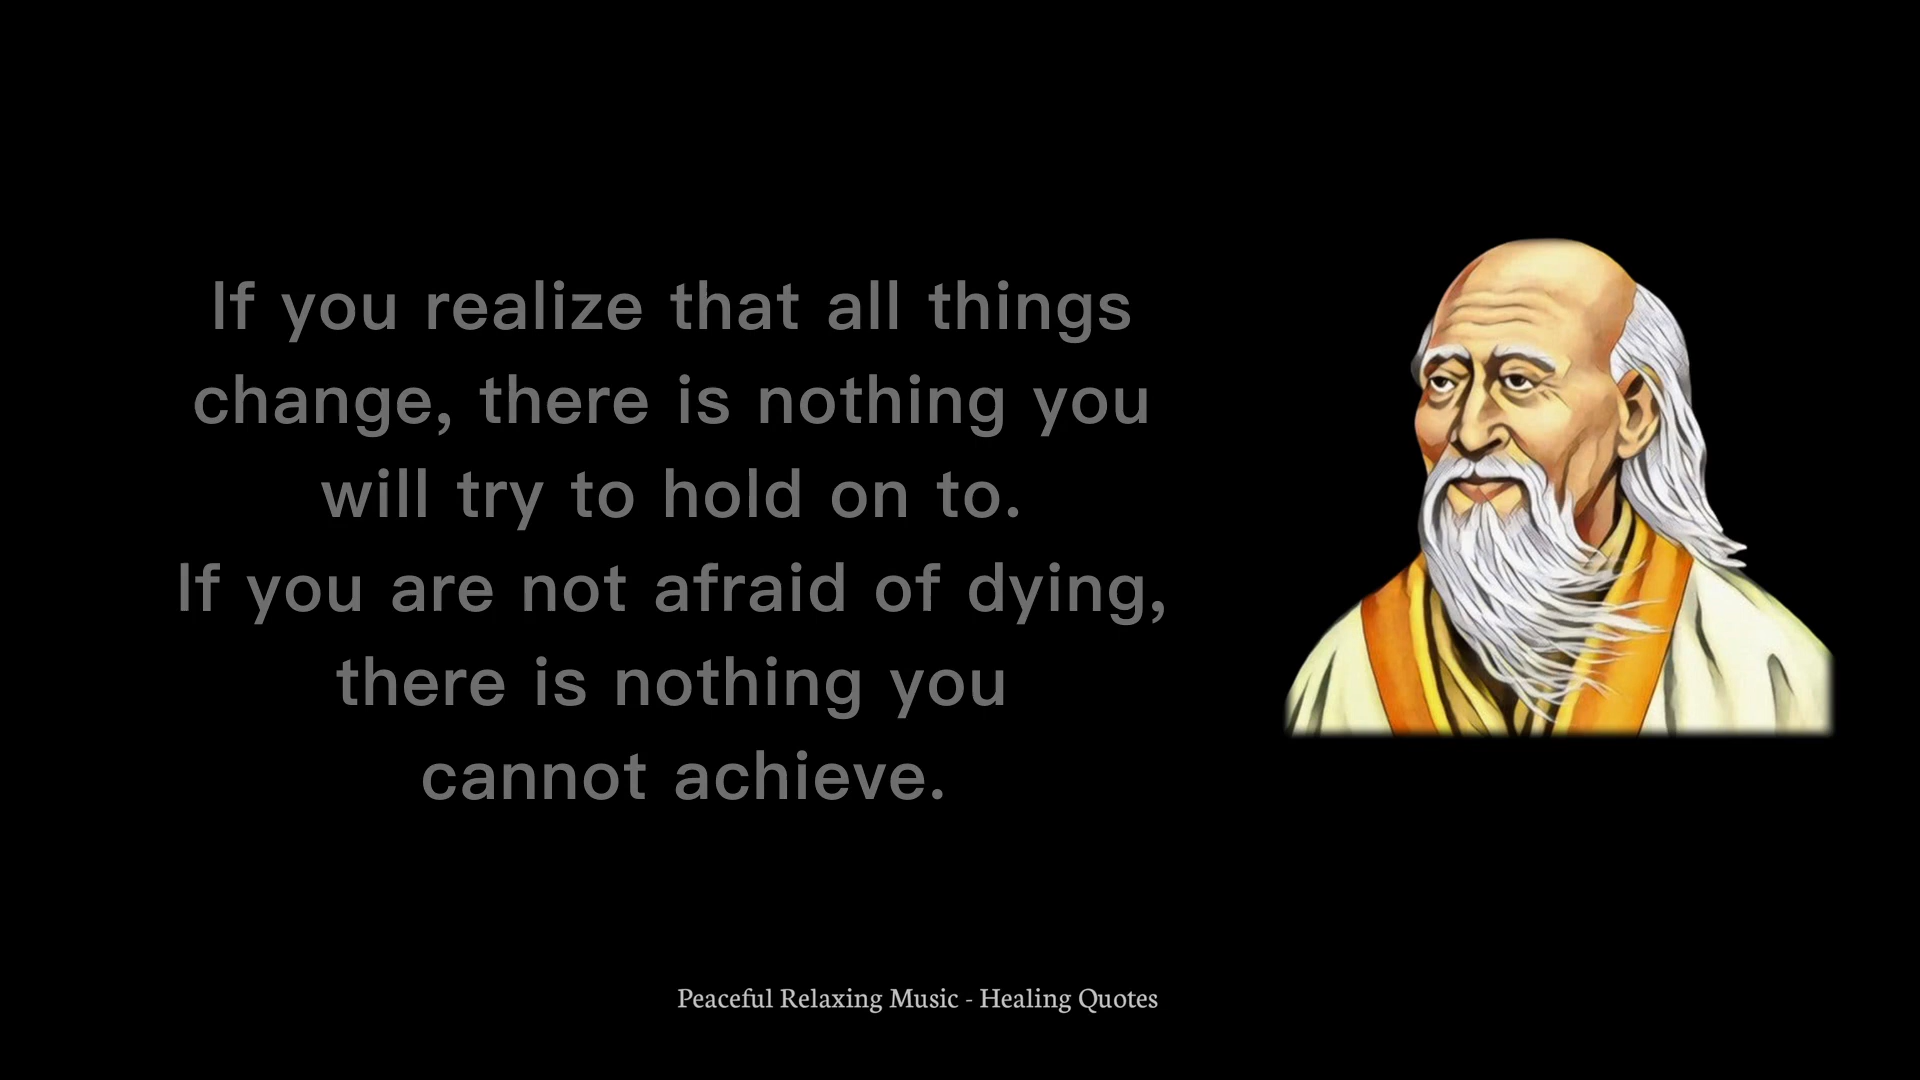 If you realize that all things
change, there is nothing you
will try to hold on to.
If you are not afraid of dying,
there is nothing you
cannot achieve.
Peaceful Relaxing Music - Healing Quotes